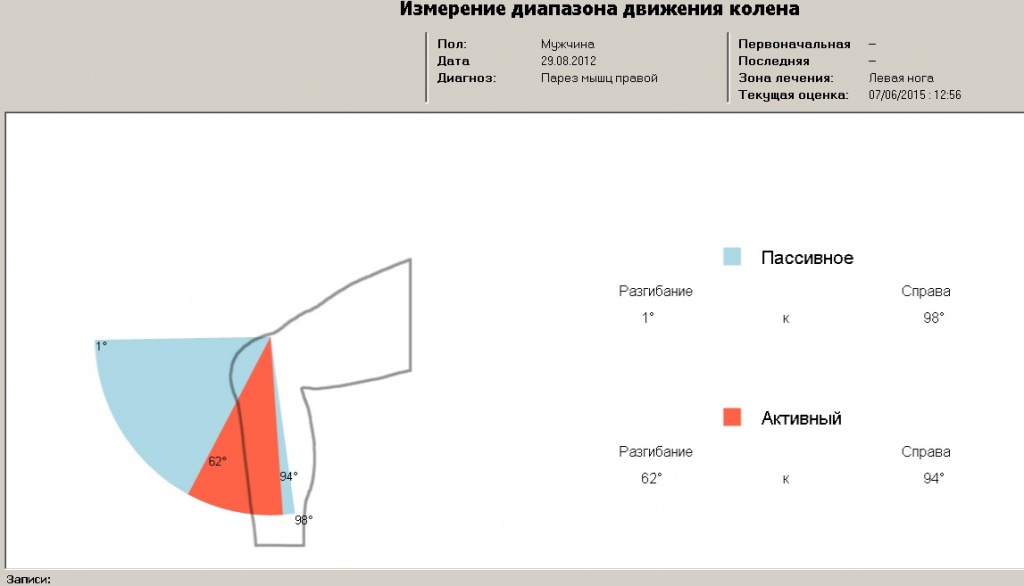 Измерение диапазона движения колена
Пол: Мужчина
Дата 29.08.2012
Диагноз: Парез мышц правой
Первоначальная –
Последняя –
Зона лечения: Левая нога
Текущая оценка: 07/06/2015 : 12:56
Пассивное
Разгибание Справа
1° к 98°
Активный
Разгибание Справа
62° к 94°
1°
62°
94°
98°
Записи: